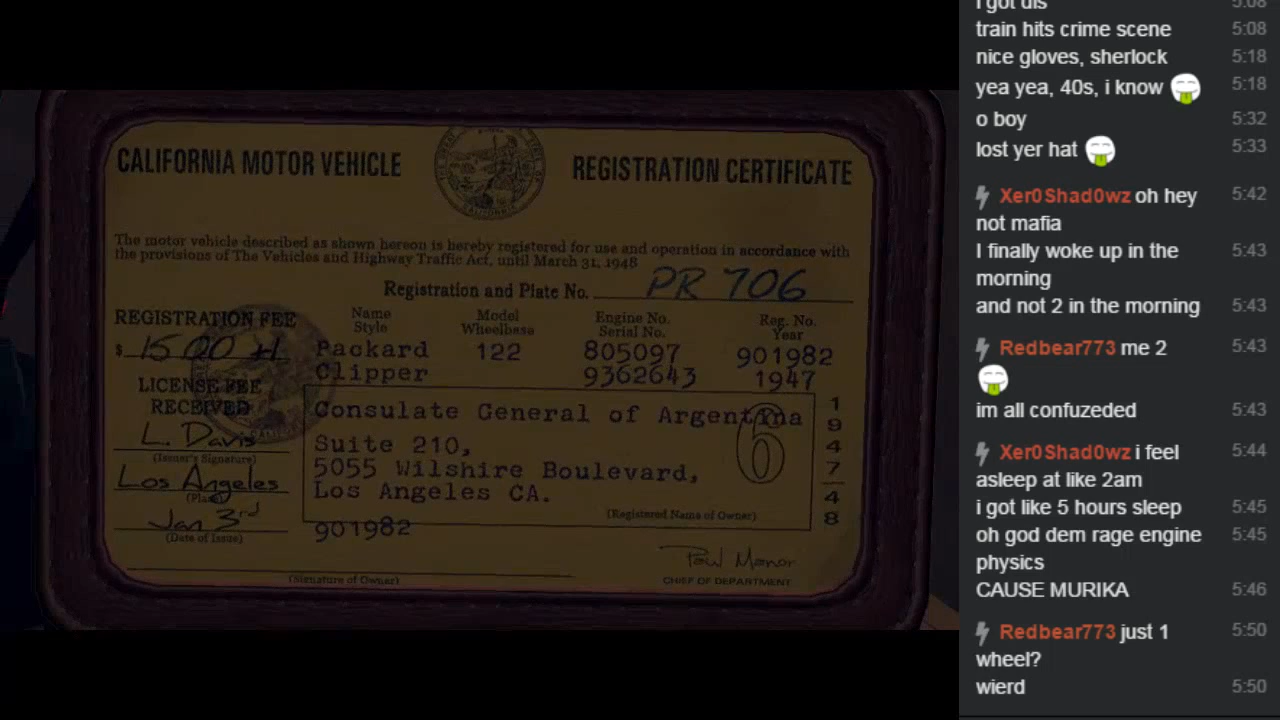 CALIFORNIA MOTOR VEHICLE
REGISTRATION CERTIFICATE
The motor vehicle described as shown hereon is hereby registered for use and operation in accordance with
the provisions of The Vehicles and Highway Traffic Act, until March 31, 1948
Registration and Plate No. PR 706
REGISTRATION FEE
$ 15.00
LICENSE FEE
RECEIVED
L. Davis
(Issuer's Signature)
Los Angeles
(Place)
Jan 3rd
(Date of Issue)
Name
Style
Model
Wheelbase
Engine No.
Serial No.
Reg. No.
Year
Packard 122 805097 901982
Clipper 9362643 1947
Consulate General of Argentina
Suite 210,
5055 Wilshire Boulevard,
Los Angeles CA.
(Registered Name of Owner)
6
1947-48
901982
(Signature of Owner)
Paul Manor
CHIEF OF DEPARTMENT
i got dis 5:08
train hits crime scene 5:08
nice gloves, sherlock 5:18
yea yea, 40s, i know 5:18
o boy 5:32
lost yer hat 5:33
Xer0Shad0wz oh hey 5:42
not mafia
I finally woke up in the 5:43
morning
and not 2 in the morning 5:43
Redbear773 me 2 5:43
im all confuzeded 5:43
Xer0Shad0wz i feel 5:44
asleep at like 2am
i got like 5 hours sleep 5:45
oh god dem rage engine 5:45
physics
CAUSE MURIKA 5:46
Redbear773 just 1 5:50
wheel?
wierd 5:50